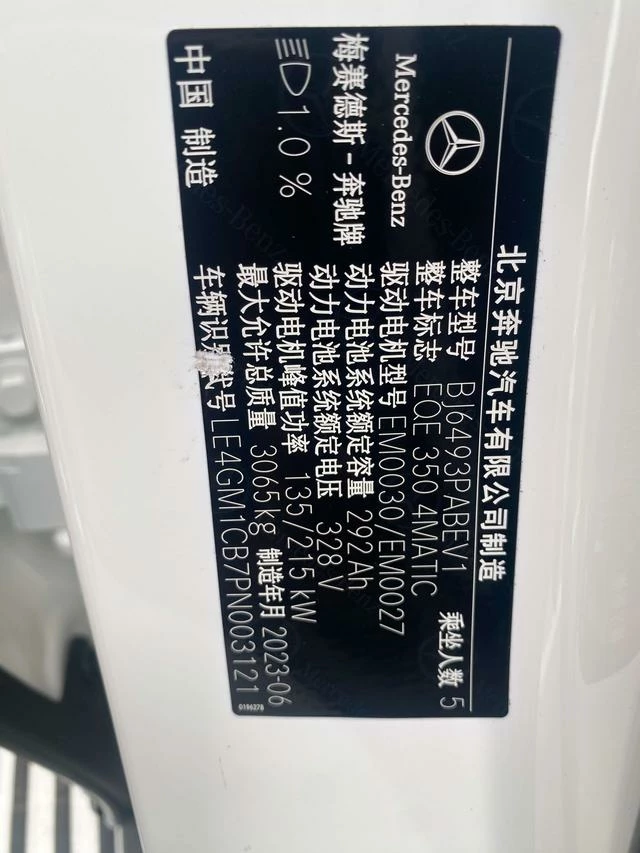 北京奔驰汽车有限公司制造
Mercedes-Benz
梅赛德斯-奔驰牌
1.0 %
中国 制造
整车型号 BJ6493PABEV1 乘坐人数 5
整车标志 EQE 350 4MATIC
驱动电机型号 EM0030/EM0027
动力电池系统额定容量 292Ah
动力电池系统额定电压 328V
驱动电机峰值功率 135/215kW
最大允许总质量 3065kg 制造年月 2023-06
车辆识别代号 LE4GM1CB7PN003121
0196278